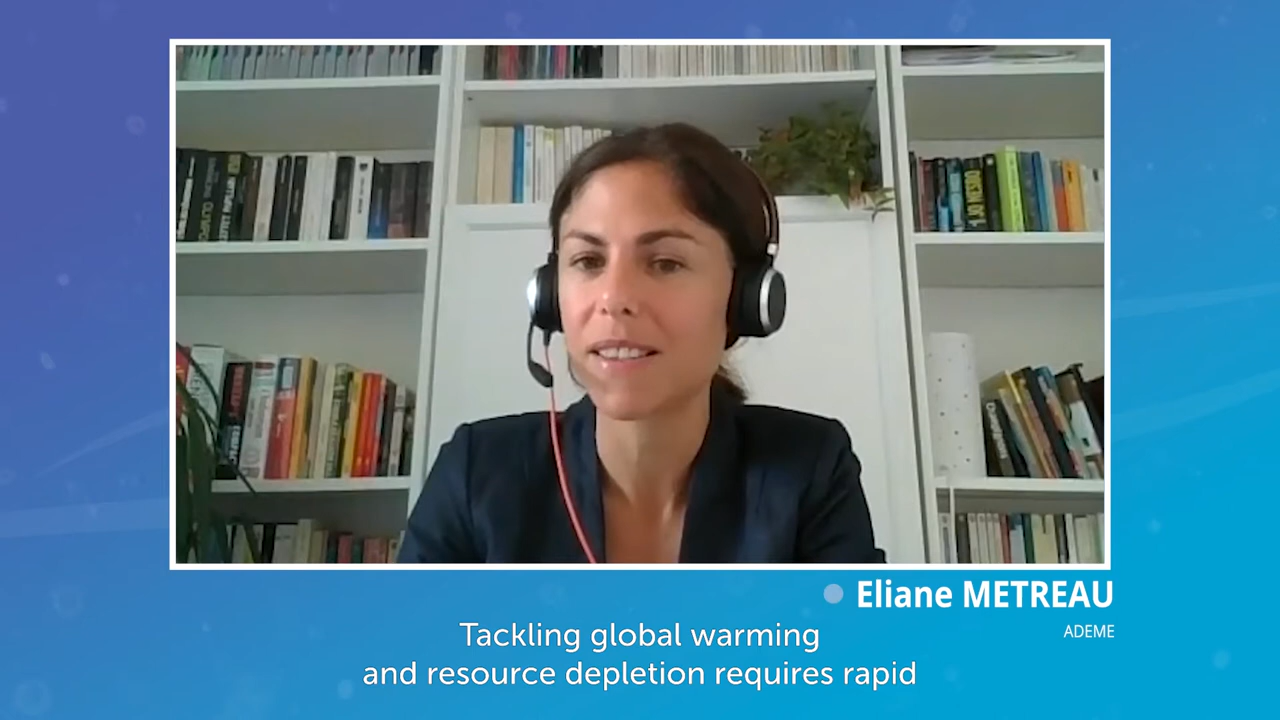 Eliane METREAU
ADEME
Tackling global warming
and resource depletion requires rapid